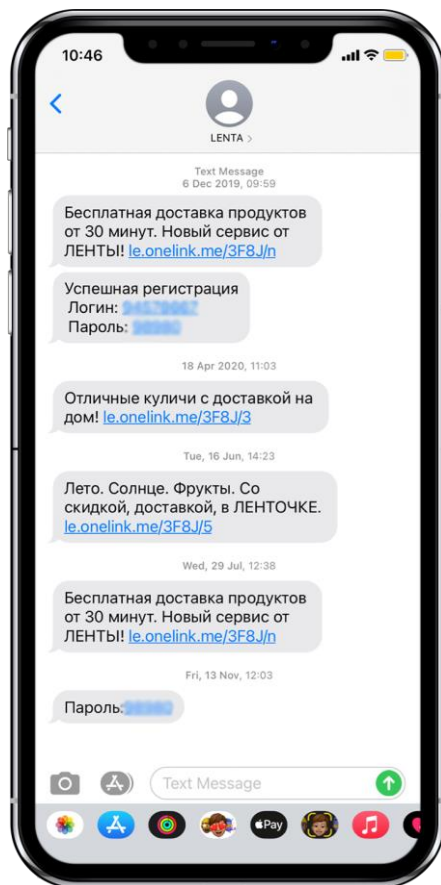 10:46
LENTA >
Text Message
6 Dec 2019, 09:59
Бесплатная доставка продуктов
от 30 минут. Новый сервис от
ЛЕНТЫ! le.onelink.me/3F8J/n
Успешная регистрация
Логин:
Пароль:
18 Apr 2020, 11:03
Отличные куличи с доставкой на
дом! le.onelink.me/3F8J/3
Tue, 16 Jun, 14:23
Лето. Солнце. Фрукты. Со
скидкой, доставкой, в ЛЕНТОЧКЕ.
le.onelink.me/3F8J/5
Wed, 29 Jul, 12:38
Бесплатная доставка продуктов
от 30 минут. Новый сервис от
ЛЕНТЫ! le.onelink.me/3F8J/n
Fri, 13 Nov, 12:03
Пароль:
Text Message
Pay